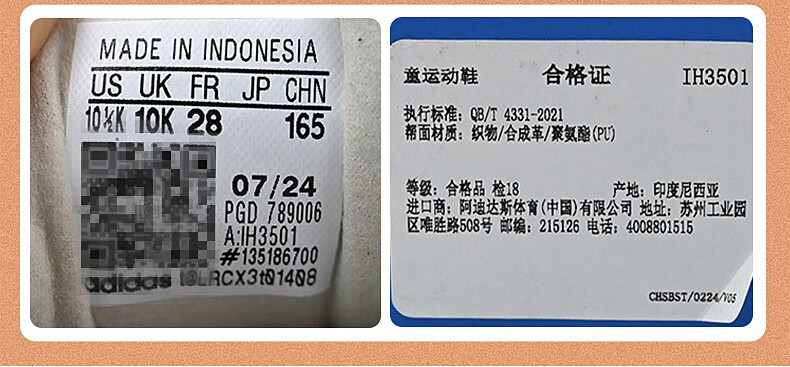 MADE IN INDONESIA
US UK FR JP CHN
10½K 10K 28 165
07/24
PGD 789006
A:IH3501
#135186700
adidas t@LRCX3t01408
童运动鞋 合格证 IH3501
执行标准: QB/T 4331-2021
帮面材质: 织物/合成革/聚氨酯(PU)
等级: 合格品 检18 产地: 印度尼西亚
进口商: 阿迪达斯体育(中国)有限公司 地址: 苏州工业园
区唯胜路508号 邮编: 215126 电话: 4008801515
CHSBST/0224/V05